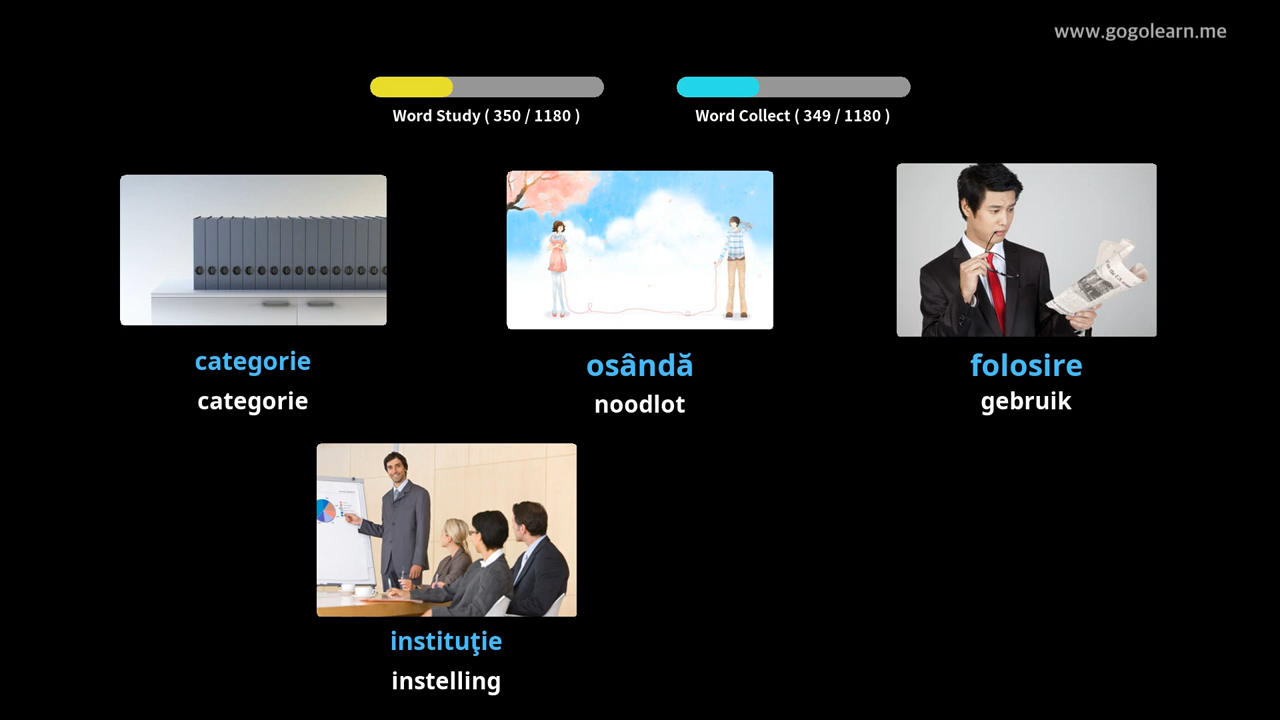 www.gogolearn.me
Word Study ( 350 / 1180 )
Word Collect ( 349 / 1180 )
categorie
categorie
osândă
noodlot
folosire
gebruik
instituţie
instelling